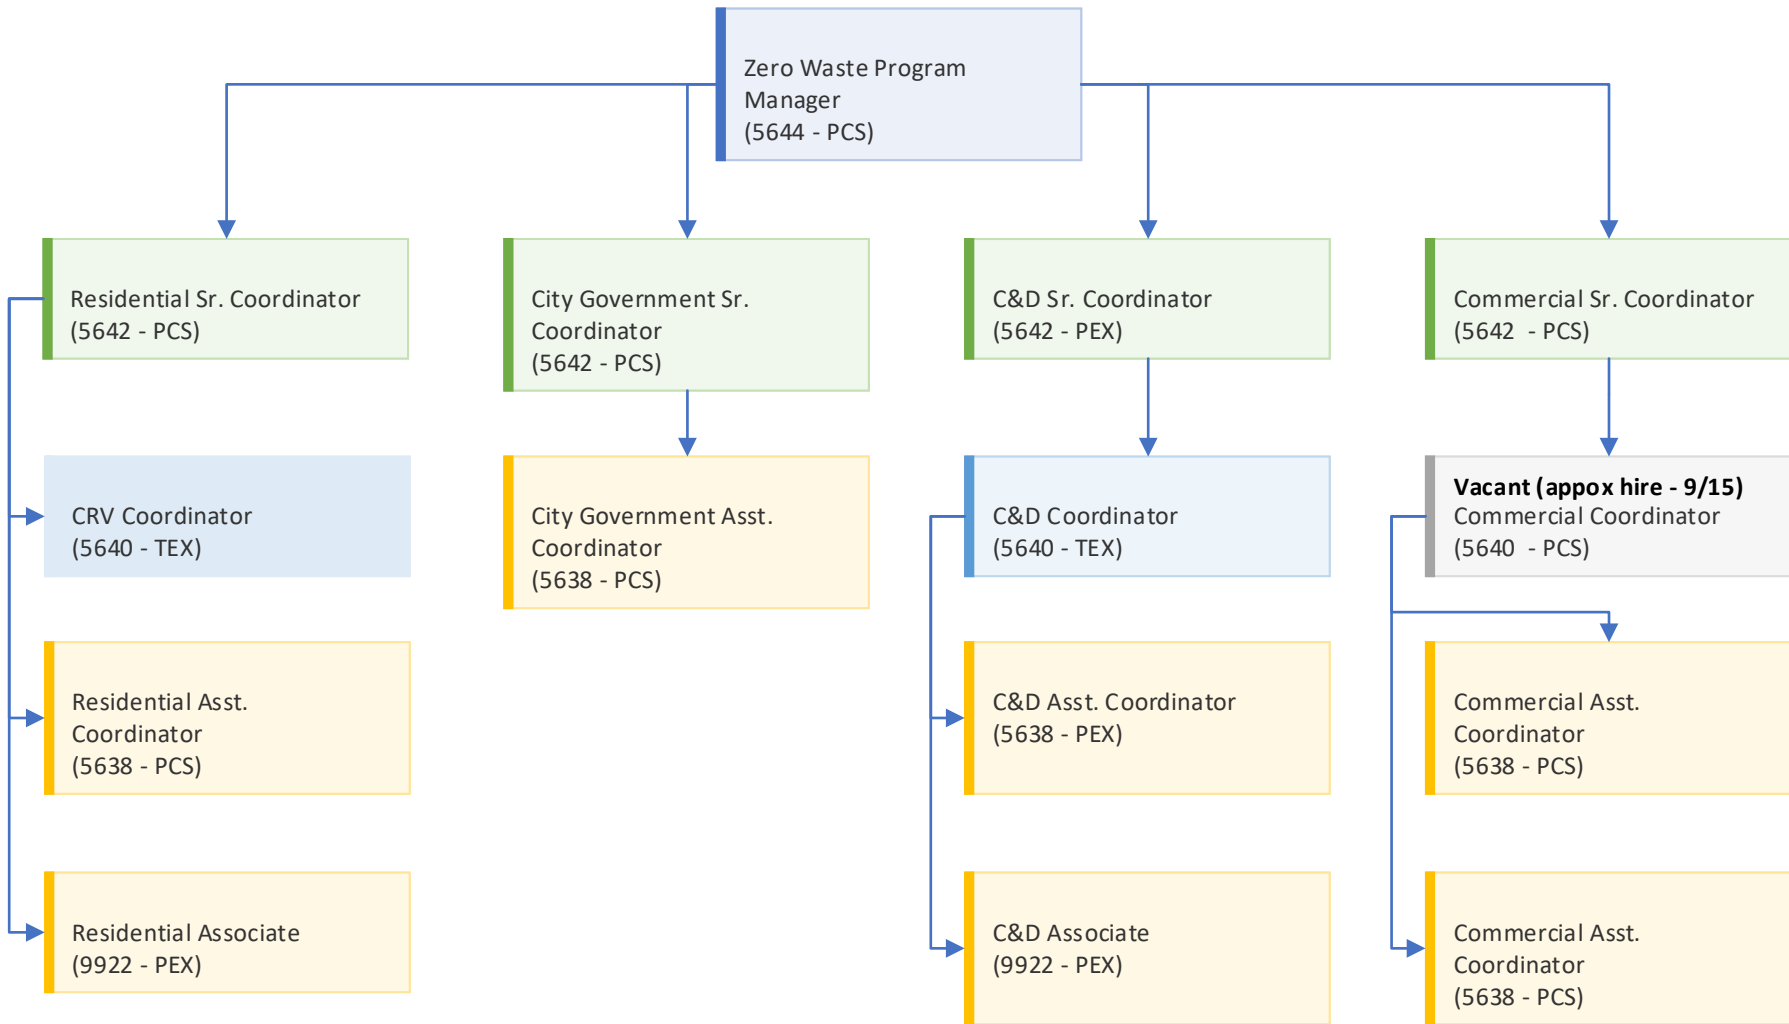 Zero Waste Program
Manager
(5644 - PCS)
Residential Sr. Coordinator
(5642 - PCS)
City Government Sr.
Coordinator
(5642 - PCS)
C&D Sr. Coordinator
(5642 - PEX)
Commercial Sr. Coordinator
(5642  - PCS)
CRV Coordinator
(5640 - TEX)
City Government Asst.
Coordinator
(5638 - PCS)
C&D Coordinator
(5640 - TEX)
Vacant (appox hire - 9/15)
Commercial Coordinator
(5640  - PCS)
Residential Asst.
Coordinator
(5638 - PCS)
C&D Asst. Coordinator
(5638 - PEX)
Commercial Asst.
Coordinator
(5638 - PCS)
Residential Associate
(9922 - PEX)
C&D Associate
(9922 - PEX)
Commercial Asst.
Coordinator
(5638 - PCS)